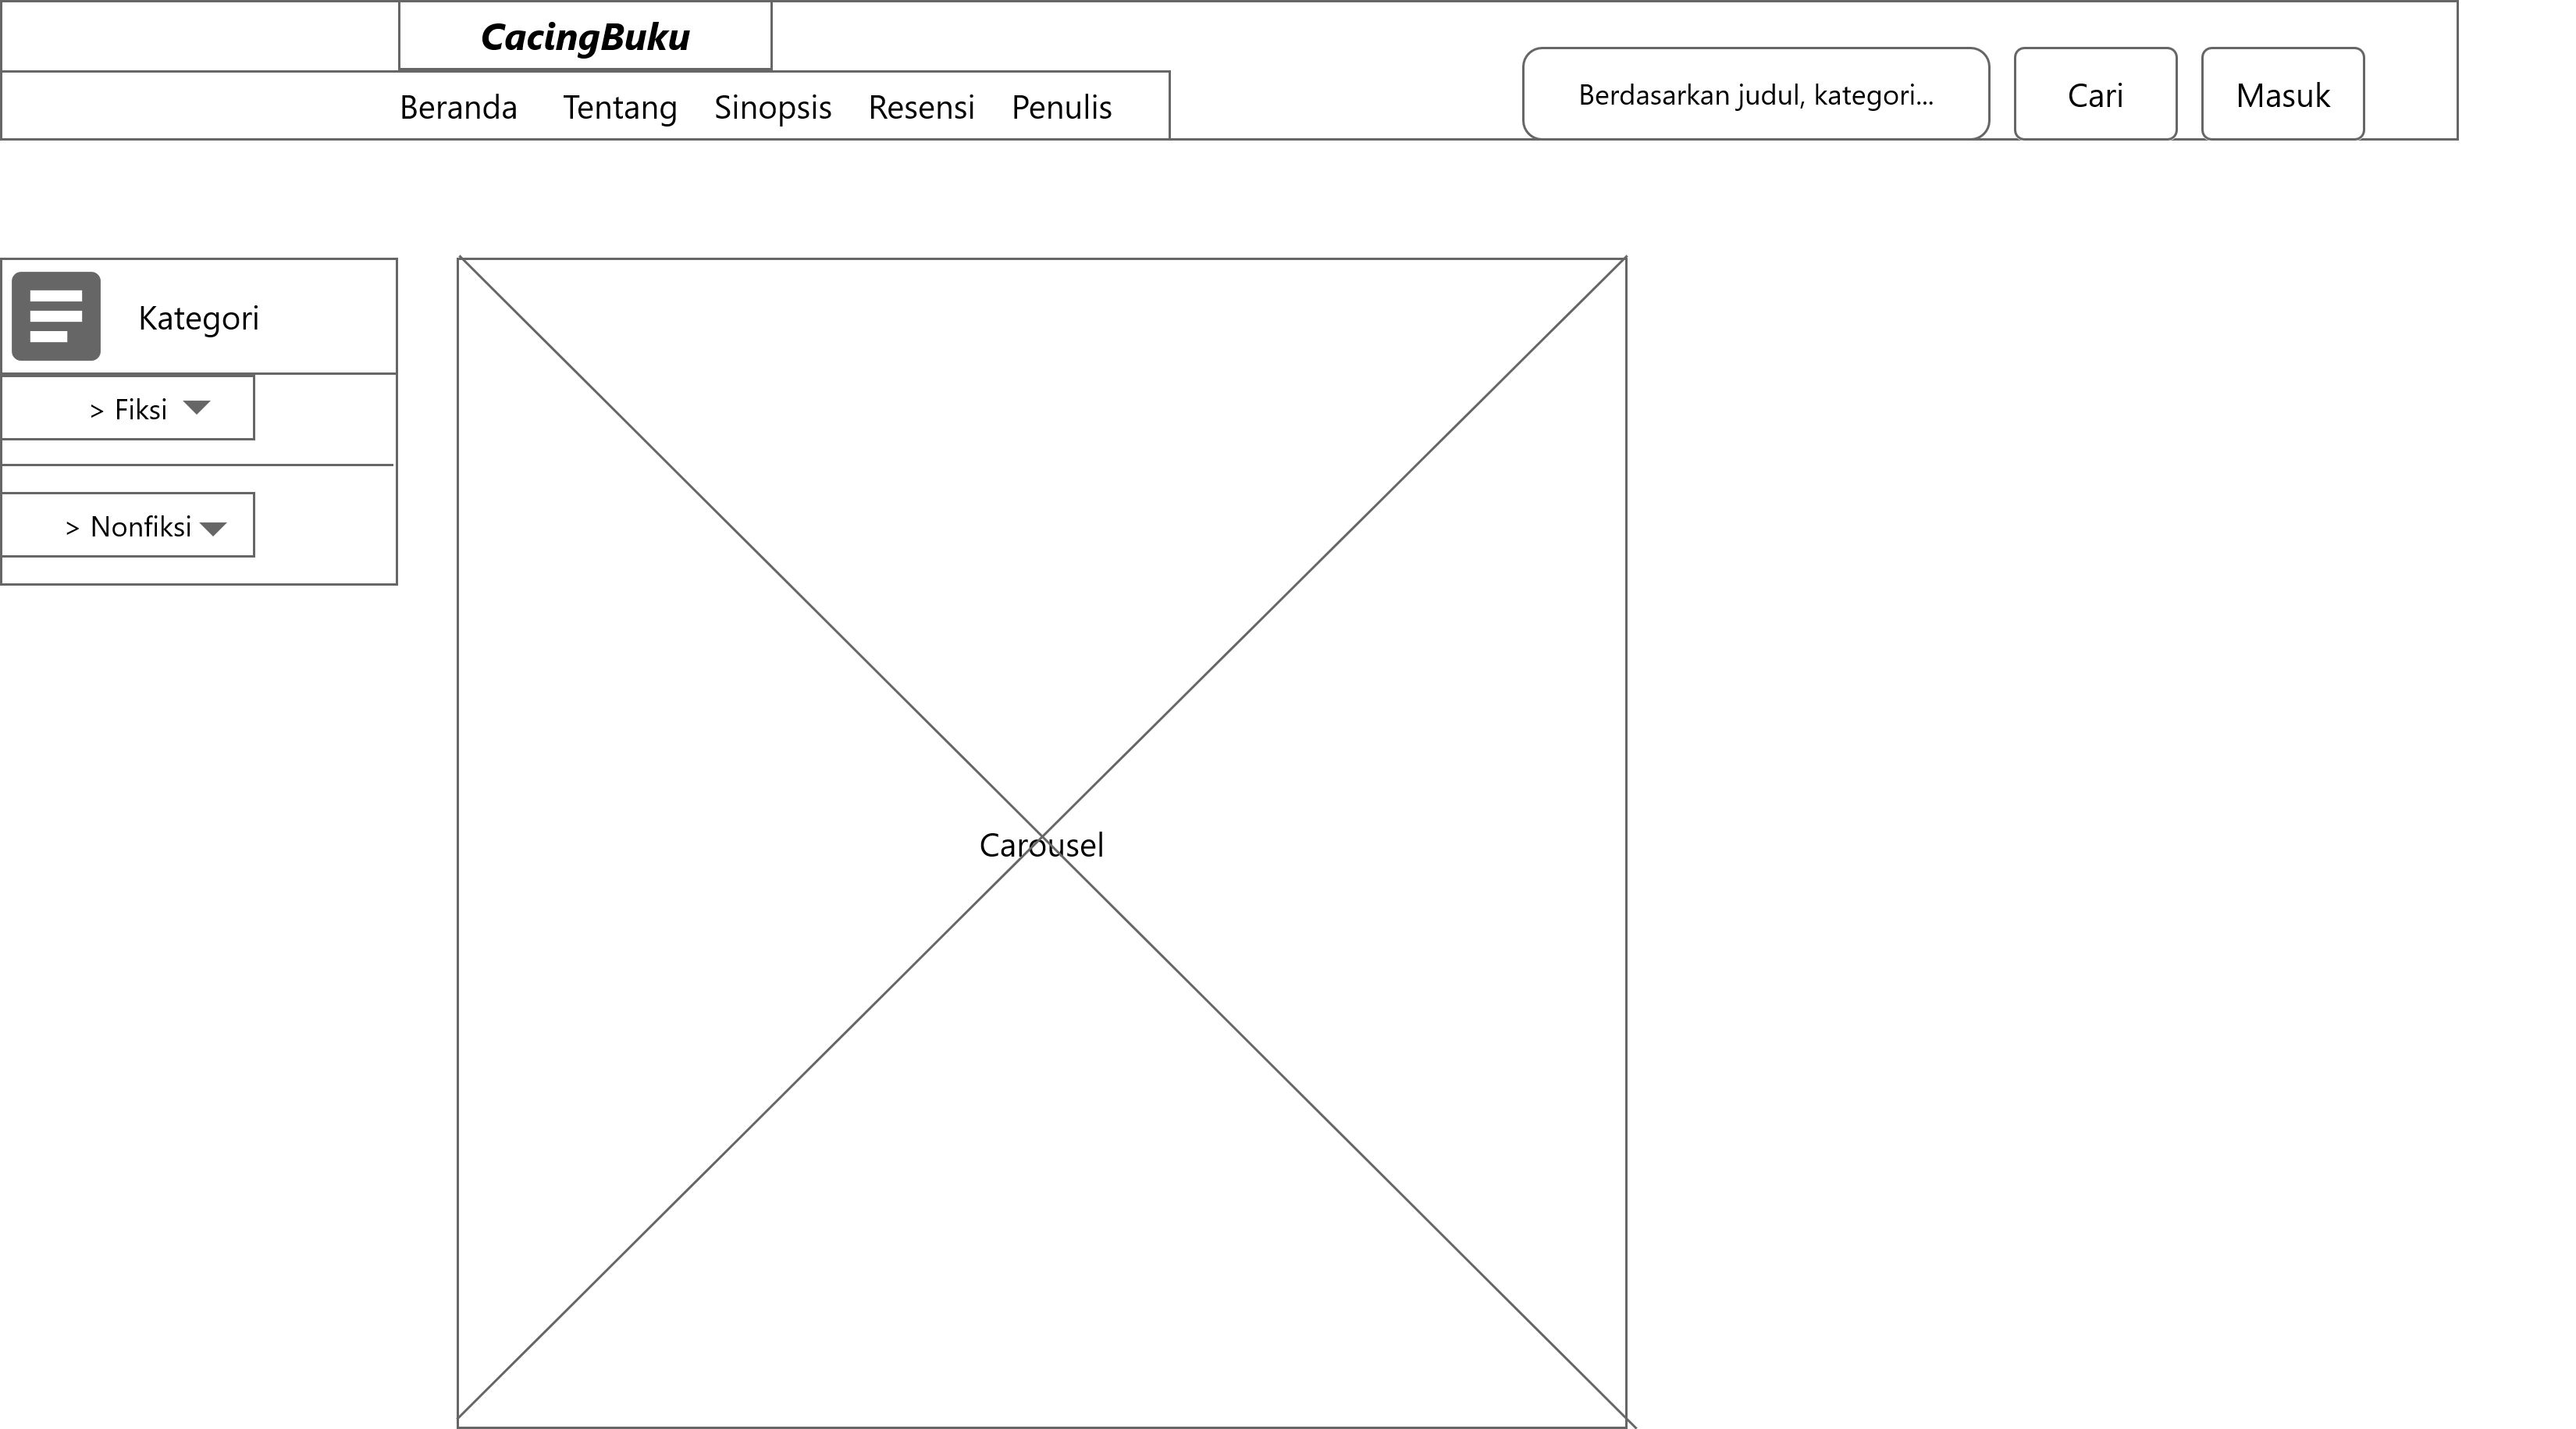 CacingBuku
Beranda Tentang Sinopsis Resensi Penulis
Berdasarkan judul, kategori...
Cari
Masuk
Kategori
> Fiksi
> Nonfiksi
Carousel